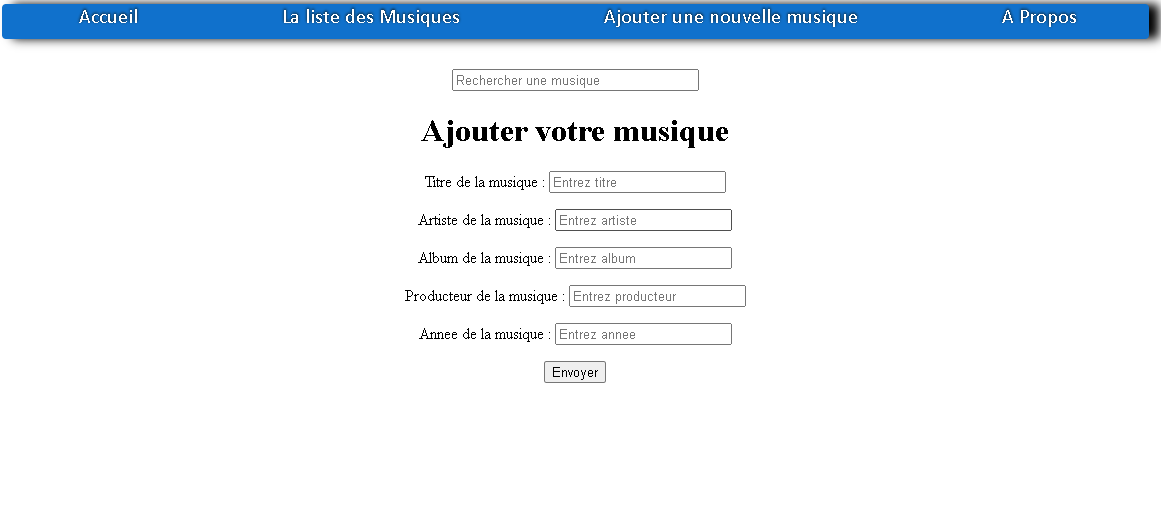 Accueil La liste des Musiques Ajouter une nouvelle musique A Propos
Rechercher une musique
Ajouter votre musique
Titre de la musique : Entrez titre
Artiste de la musique : Entrez artiste
Album de la musique : Entrez album
Producteur de la musique : Entrez producteur
Annee de la musique : Entrez annee
Envoyer